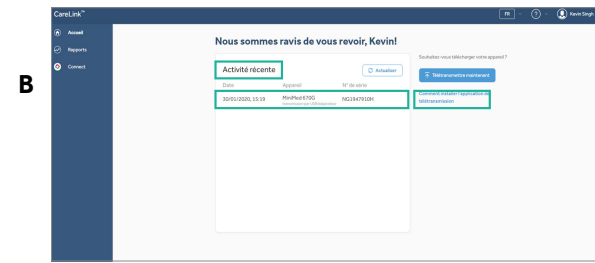 CareLink™
FR
?
Kevin Singh
Accueil
Rapports
Connect
B
Nous sommes ravis de vous revoir, Kevin!
Activité récente
Actualiser
Date Appareil N° de série
30/01/2020, 15:19 MiniMed 670G NG1947910H
Souhaitez-vous télécharger votre appareil ?
Télétransmettre maintenant
Comment installer l'application de
télétransmission